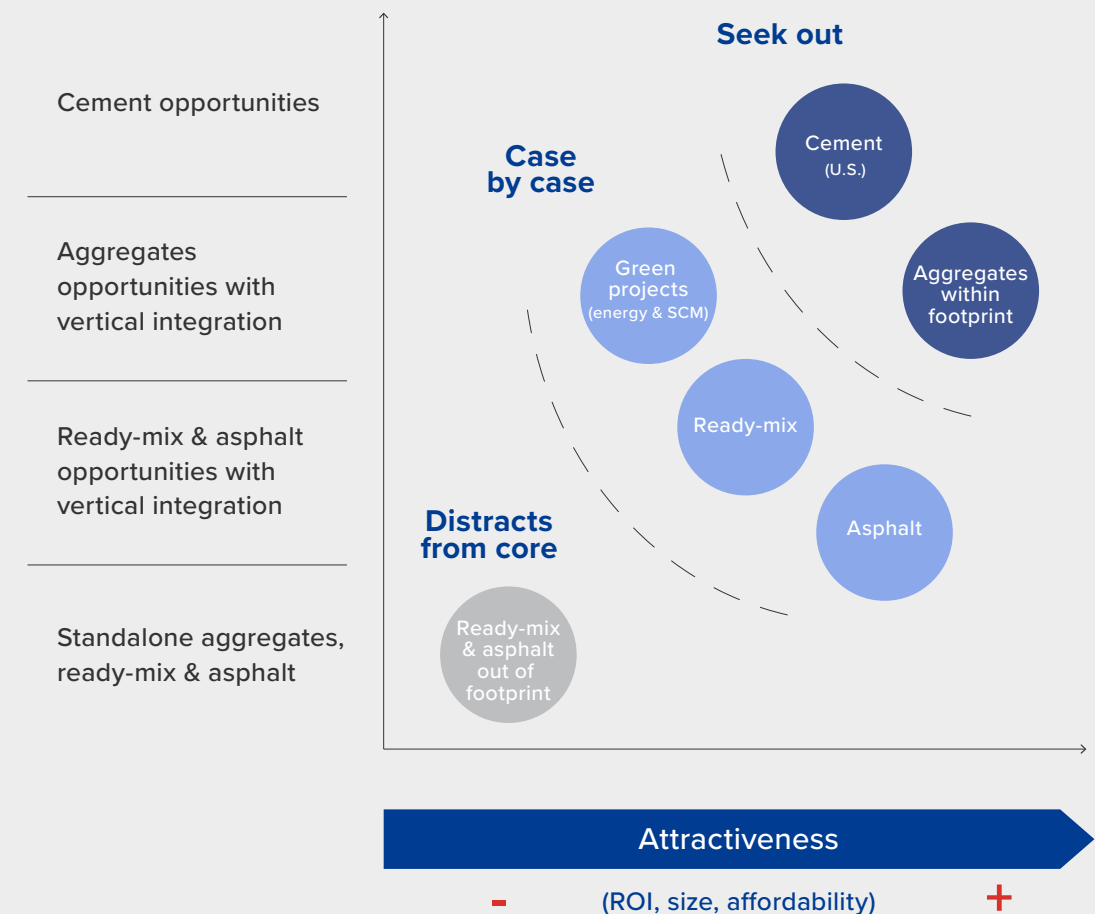 Seek out
Cement opportunities
Cement
(U.S.)
Case
by case
Aggregates
opportunities with
vertical integration
Green
projects
(energy & SCM)
Aggregates
within
footprint
Ready-mix & asphalt
opportunities with
vertical integration
Ready-mix
Asphalt
Distracts
from core
Standalone aggregates,
ready-mix & asphalt
Ready-mix
& asphalt
out of
footprint
Attractiveness
- (ROI, size, affordability) +